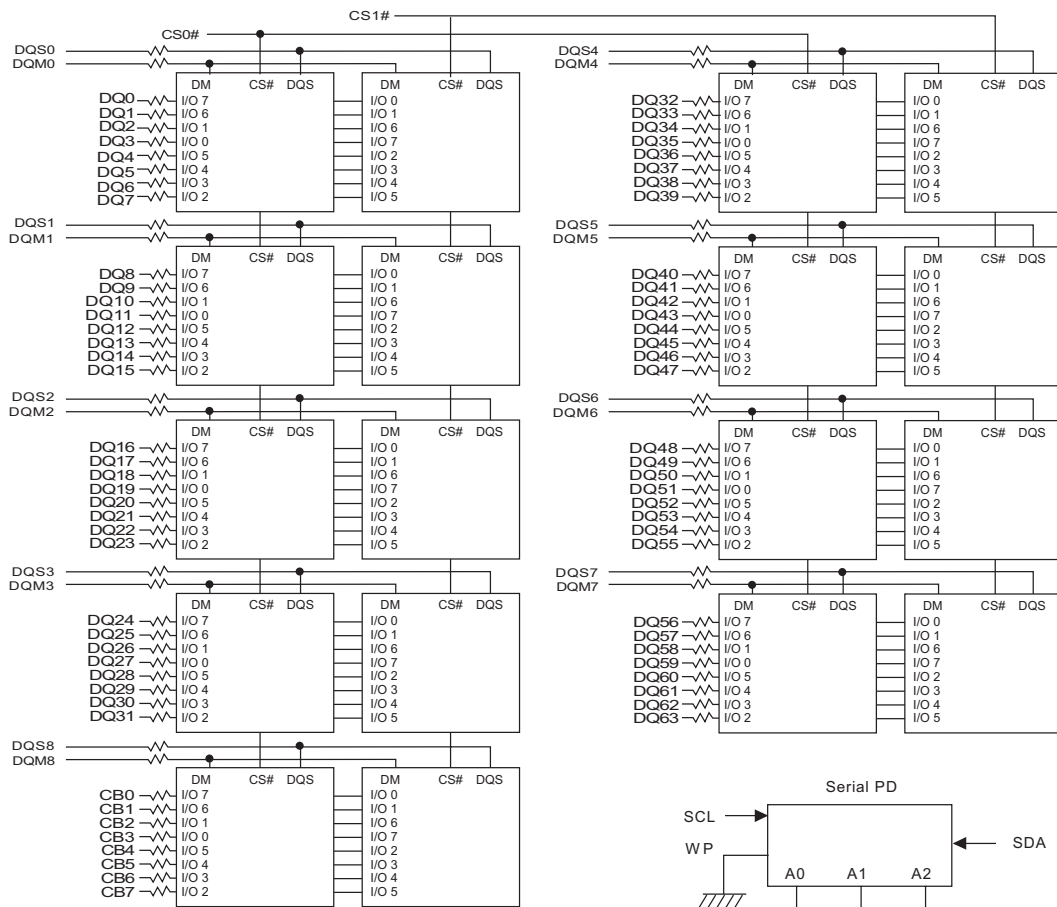 CS1#
CS0#
DQS0
DQM0
DM CS# DQS DM CS# DQS
DQ0 I/O 7 I/O 0
DQ1 I/O 6 I/O 1
DQ2 I/O 1 I/O 6
DQ3 I/O 0 I/O 7
DQ4 I/O 5 I/O 2
DQ5 I/O 4 I/O 3
DQ6 I/O 3 I/O 4
DQ7 I/O 2 I/O 5
DQS1
DQM1
DM CS# DQS DM CS# DQS
DQ8 I/O 7 I/O 0
DQ9 I/O 6 I/O 1
DQ10 I/O 1 I/O 6
DQ11 I/O 0 I/O 7
DQ12 I/O 5 I/O 2
DQ13 I/O 4 I/O 3
DQ14 I/O 3 I/O 4
DQ15 I/O 2 I/O 5
DQS2
DQM2
DM CS# DQS DM CS# DQS
DQ16 I/O 7 I/O 0
DQ17 I/O 6 I/O 1
DQ18 I/O 1 I/O 6
DQ19 I/O 0 I/O 7
DQ20 I/O 5 I/O 2
DQ21 I/O 4 I/O 3
DQ22 I/O 3 I/O 4
DQ23 I/O 2 I/O 5
DQS3
DQM3
DM CS# DQS DM CS# DQS
DQ24 I/O 7 I/O 0
DQ25 I/O 6 I/O 1
DQ26 I/O 1 I/O 6
DQ27 I/O 0 I/O 7
DQ28 I/O 5 I/O 2
DQ29 I/O 4 I/O 3
DQ30 I/O 3 I/O 4
DQ31 I/O 2 I/O 5
DQS8
DQM8
DM CS# DQS DM CS# DQS
CB0 I/O 7 I/O 0
CB1 I/O 6 I/O 1
CB2 I/O 1 I/O 6
CB3 I/O 0 I/O 7
CB4 I/O 5 I/O 2
CB5 I/O 4 I/O 3
CB6 I/O 3 I/O 4
CB7 I/O 2 I/O 5
DQS4
DQM4
DM CS# DQS DM CS# DQS
DQ32 I/O 7 I/O 0
DQ33 I/O 6 I/O 1
DQ34 I/O 1 I/O 6
DQ35 I/O 0 I/O 7
DQ36 I/O 5 I/O 2
DQ37 I/O 4 I/O 3
DQ38 I/O 3 I/O 4
DQ39 I/O 2 I/O 5
DQS5
DQM5
DM CS# DQS DM CS# DQS
DQ40 I/O 7 I/O 0
DQ41 I/O 6 I/O 1
DQ42 I/O 1 I/O 6
DQ43 I/O 0 I/O 7
DQ44 I/O 5 I/O 2
DQ45 I/O 4 I/O 3
DQ46 I/O 3 I/O 4
DQ47 I/O 2 I/O 5
DQS6
DQM6
DM CS# DQS DM CS# DQS
DQ48 I/O 7 I/O 0
DQ49 I/O 6 I/O 1
DQ50 I/O 1 I/O 6
DQ51 I/O 0 I/O 7
DQ52 I/O 5 I/O 2
DQ53 I/O 4 I/O 3
DQ54 I/O 3 I/O 4
DQ55 I/O 2 I/O 5
DQS7
DQM7
DM CS# DQS DM CS# DQS
DQ56 I/O 7 I/O 0
DQ57 I/O 6 I/O 1
DQ58 I/O 1 I/O 6
DQ59 I/O 0 I/O 7
DQ60 I/O 5 I/O 2
DQ61 I/O 4 I/O 3
DQ62 I/O 3 I/O 4
DQ63 I/O 2 I/O 5
Serial PD
SCL
WP SDA
A0 A1 A2